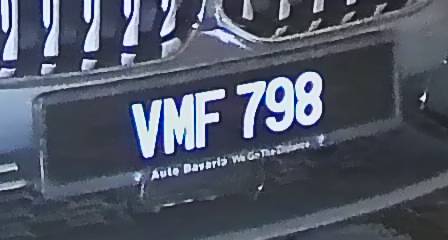 VMF 798
Auto Bavaria We Go The Distance